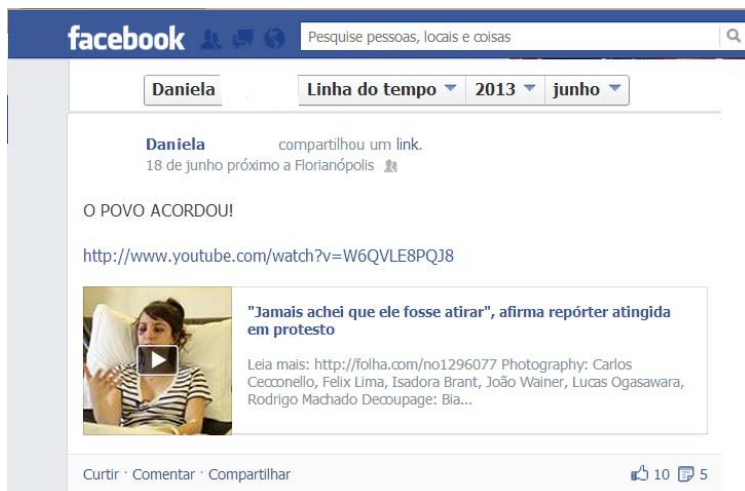 facebook Pesquise pessoas, locais e coisas
Daniela Linha do tempo 2013 junho
Daniela compartilhou um link.
18 de junho próximo a Florianópolis
O POVO ACORDOU!
http://www.youtube.com/watch?v=W6QVLE8PQJ8
"Jamais achei que ele fosse atirar", afirma repórter atingida
em protesto
Leia mais: http://folha.com/no1296077 Photography: Carlos
Cecconello, Felix Lima, Isadora Brant, João Wainer, Lucas Ogasawara,
Rodrigo Machado Decoupage: Bia...
Curtir · Comentar · Compartilhar 10 5